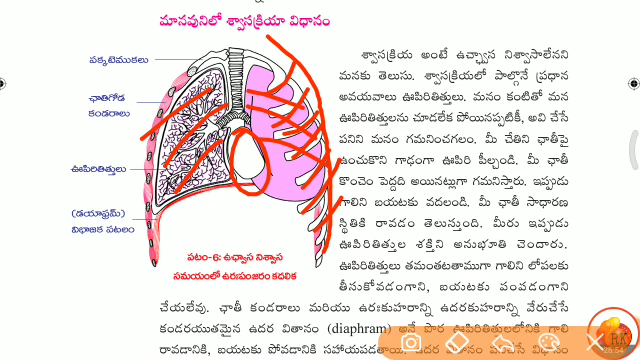 మానవునిలో శ్వాసక్రియా విధానం
పక్కటెముకలు
ఛాతిగోడ
కండరాలు
ఊపిరితిత్తులు
(డయాఫ్రమ్)
విభాజక పటలం
పటం-6: ఉచ్ఛ్వాస నిశ్వాస
సమయంలో ఉరఃపంజరం కదలిక
శ్వాసక్రియ అంటే ఉచ్ఛ్వాస నిశ్వాసాలేనని
మనకు తెలుసు. శ్వాసక్రియలో పాల్గొనే ప్రధాన
అవయవాలు ఊపిరితిత్తులు. మనం కంటితో మన
ఊపిరితిత్తులను చూడలేక పోయినప్పటికీ, అవి చేసే
పనిని మనం గమనించగలం. మీ చేతిని ఛాతీపై
ఉంచుకొని గాఢంగా ఊపిరి పీల్చండి. మీ ఛాతీ
కొంచెం పెద్దది అయినట్లుగా గమనిస్తారు. ఇప్పుడు
గాలిని బయటకు వదలండి. మీ ఛాతీ సాధారణ
స్థితికి రావడం తెలుస్తుంది. మీరు ఇప్పుడు
ఊపిరితిత్తుల శక్తిని అనుభూతి చెందారు.
ఊపిరితిత్తులు తమంతటతాముగా గాలిని లోపలకు
తీసుకోవడంగాని, బయటకు పంపడంగాని
చేయలేవు. ఛాతీ కండరాలు మరియు ఉరఃకుహరాన్ని ఉదరకుహరాన్ని వేరుచేసే
కండరయుతమైన ఉదర వితానం (diaphram) అనే పొర ఊపిరితిత్తులలోనికి గాలి
రావడానికి, బయటకు పోవడానికి సహాయపడతాయి. ఉదర వితానం